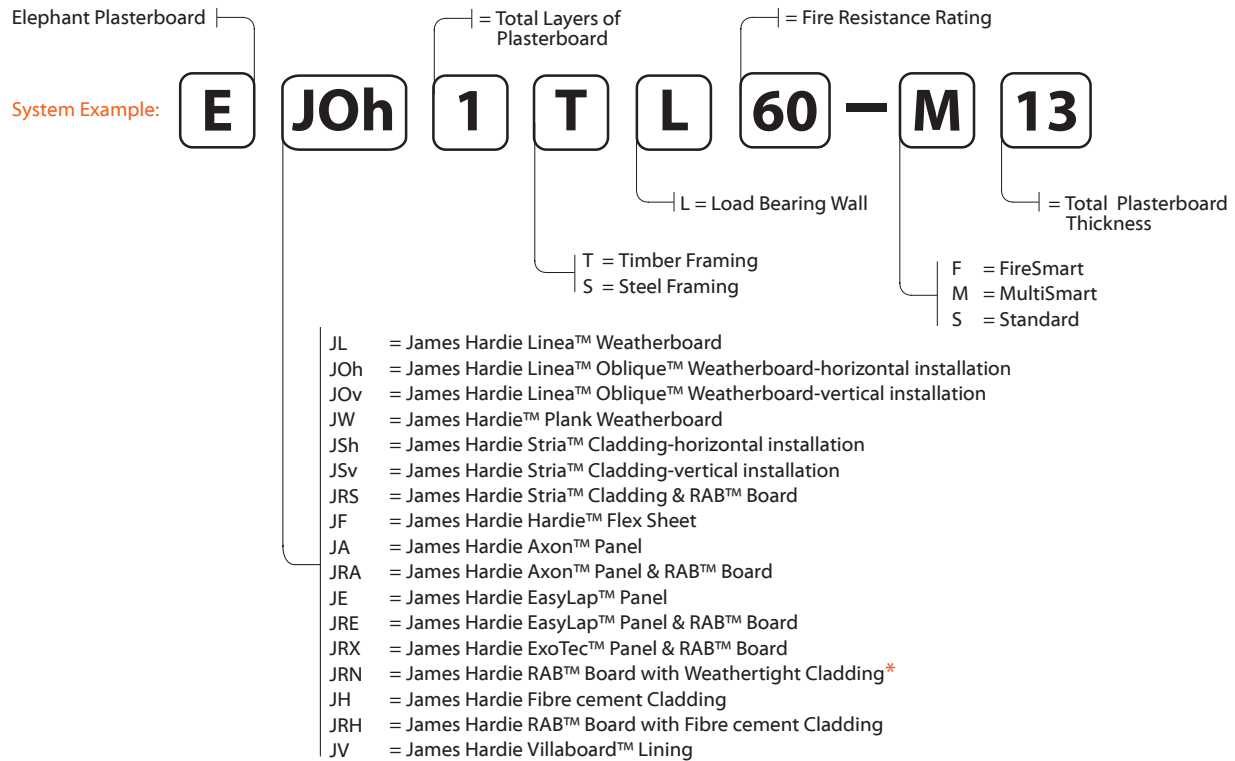 Elephant Plasterboard
= Total Layers of
Plasterboard
= Fire Resistance Rating
System Example:
E JOh 1 T L 60 – M 13
L = Load Bearing Wall
= Total Plasterboard
Thickness
T = Timber Framing
S = Steel Framing
F = FireSmart
M = MultiSmart
S = Standard
JL = James Hardie Linea™ Weatherboard
JOh = James Hardie Linea™ Oblique™ Weatherboard-horizontal installation
JOv = James Hardie Linea™ Oblique™ Weatherboard-vertical installation
JW = James Hardie™ Plank Weatherboard
JSh = James Hardie Stria™ Cladding-horizontal installation
JSv = James Hardie Stria™ Cladding-vertical installation
JRS = James Hardie Stria™ Cladding & RAB™ Board
JF = James Hardie Hardie™ Flex Sheet
JA = James Hardie Axon™ Panel
JRA = James Hardie Axon™ Panel & RAB™ Board
JE = James Hardie EasyLap™ Panel
JRE = James Hardie EasyLap™ Panel & RAB™ Board
JRX = James Hardie ExoTec™ Panel & RAB™ Board
JRN = James Hardie RAB™ Board with Weathertight Cladding*
JH = James Hardie Fibre cement Cladding
JRH = James Hardie RAB™ Board with Fibre cement Cladding
JV = James Hardie Villaboard™ Lining